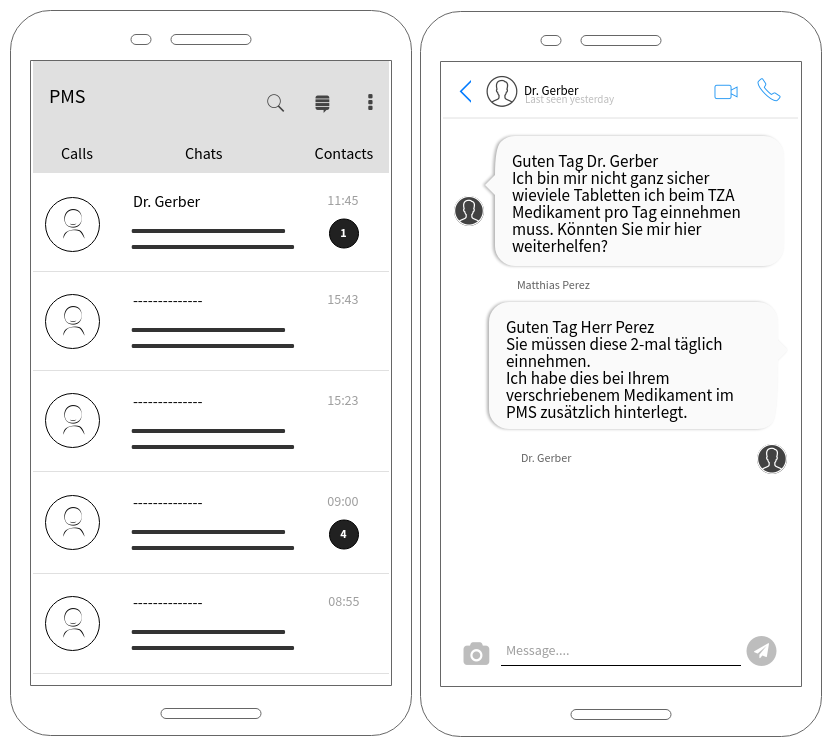 PMS
Calls
Chats
Contacts
Dr. Gerber
11:45
1
--------------
15:43
--------------
15:23
--------------
09:00
4
--------------
08:55
Dr. Gerber
Last seen yesterday
Guten Tag Dr. Gerber
Ich bin mir nicht ganz sicher
wieviele Tabletten ich beim TZA
Medikament pro Tag einnehmen
muss. Könnten Sie mir hier
weiterhelfen?
Matthias Perez
Guten Tag Herr Perez
Sie müssen diese 2-mal täglich
einnehmen.
Ich habe dies bei Ihrem
verschriebenem Medikament im
PMS zusätzlich hinterlegt.
Dr. Gerber
Message....